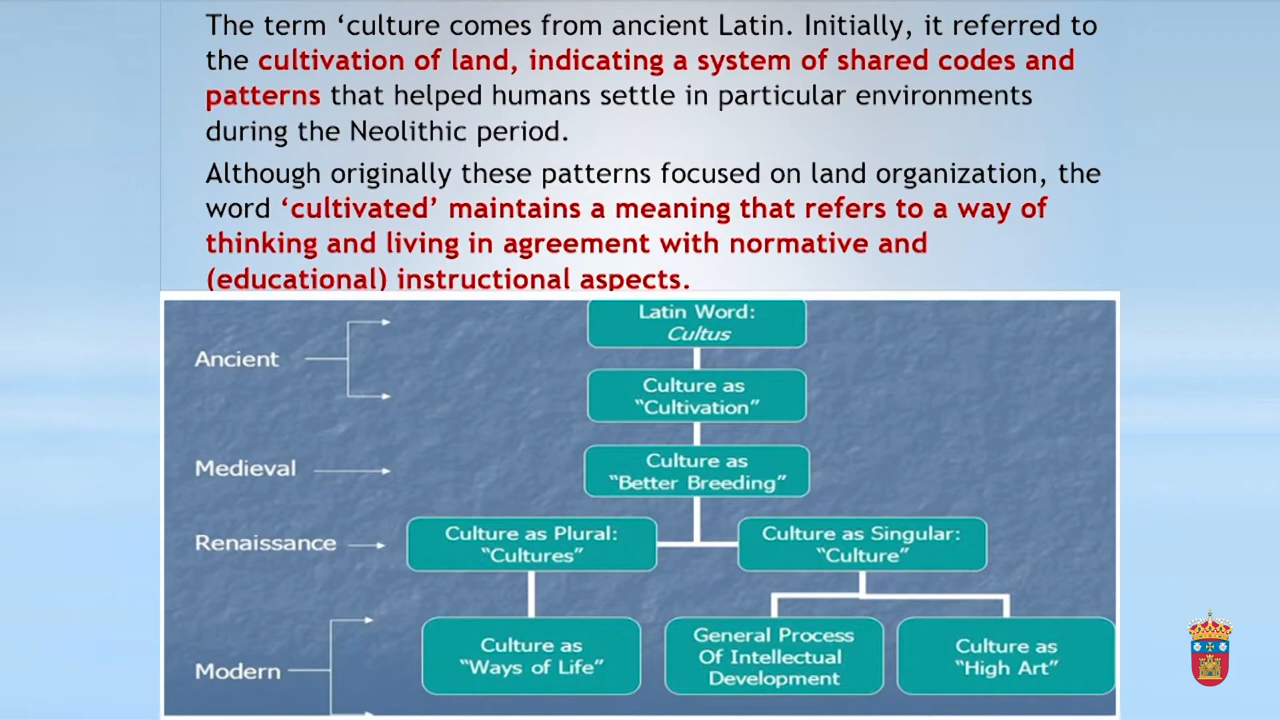 The term ‘culture comes from ancient Latin. Initially, it referred to
the cultivation of land, indicating a system of shared codes and
patterns that helped humans settle in particular environments
during the Neolithic period.
Although originally these patterns focused on land organization, the
word ‘cultivated’ maintains a meaning that refers to a way of
thinking and living in agreement with normative and
(educational) instructional aspects.
Latin Word:
Cultus
Ancient
Culture as
“Cultivation”
Medieval
Culture as
“Better Breeding”
Renaissance
Culture as Plural:
“Cultures”
Culture as Singular:
“Culture”
Modern
Culture as
“Ways of Life”
General Process
Of Intellectual
Development
Culture as
“High Art”